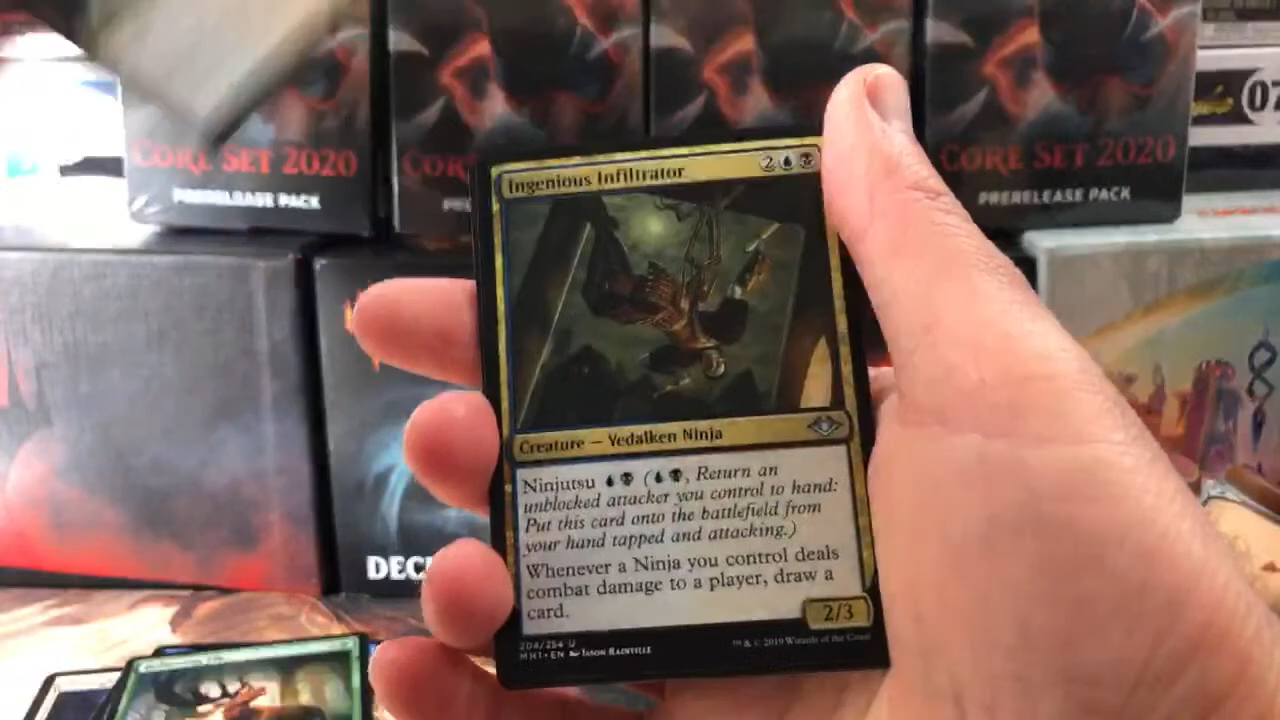 CORE SET 2020
PRERELEASE PACK
CORE SET 2020
PRERELEASE PACK
07
DECK
Ingenious Infiltrator 2
Creature — Vedalken Ninja
Ninjutsu (, Return an
unblocked attacker you control to hand:
Put this card onto the battlefield from
your hand tapped and attacking.)
Whenever a Ninja you control deals
combat damage to a player, draw a
card.
2/3
204/254 U
MH1 • EN Jason Rainville
™ & © 2019 Wizards of the Coast